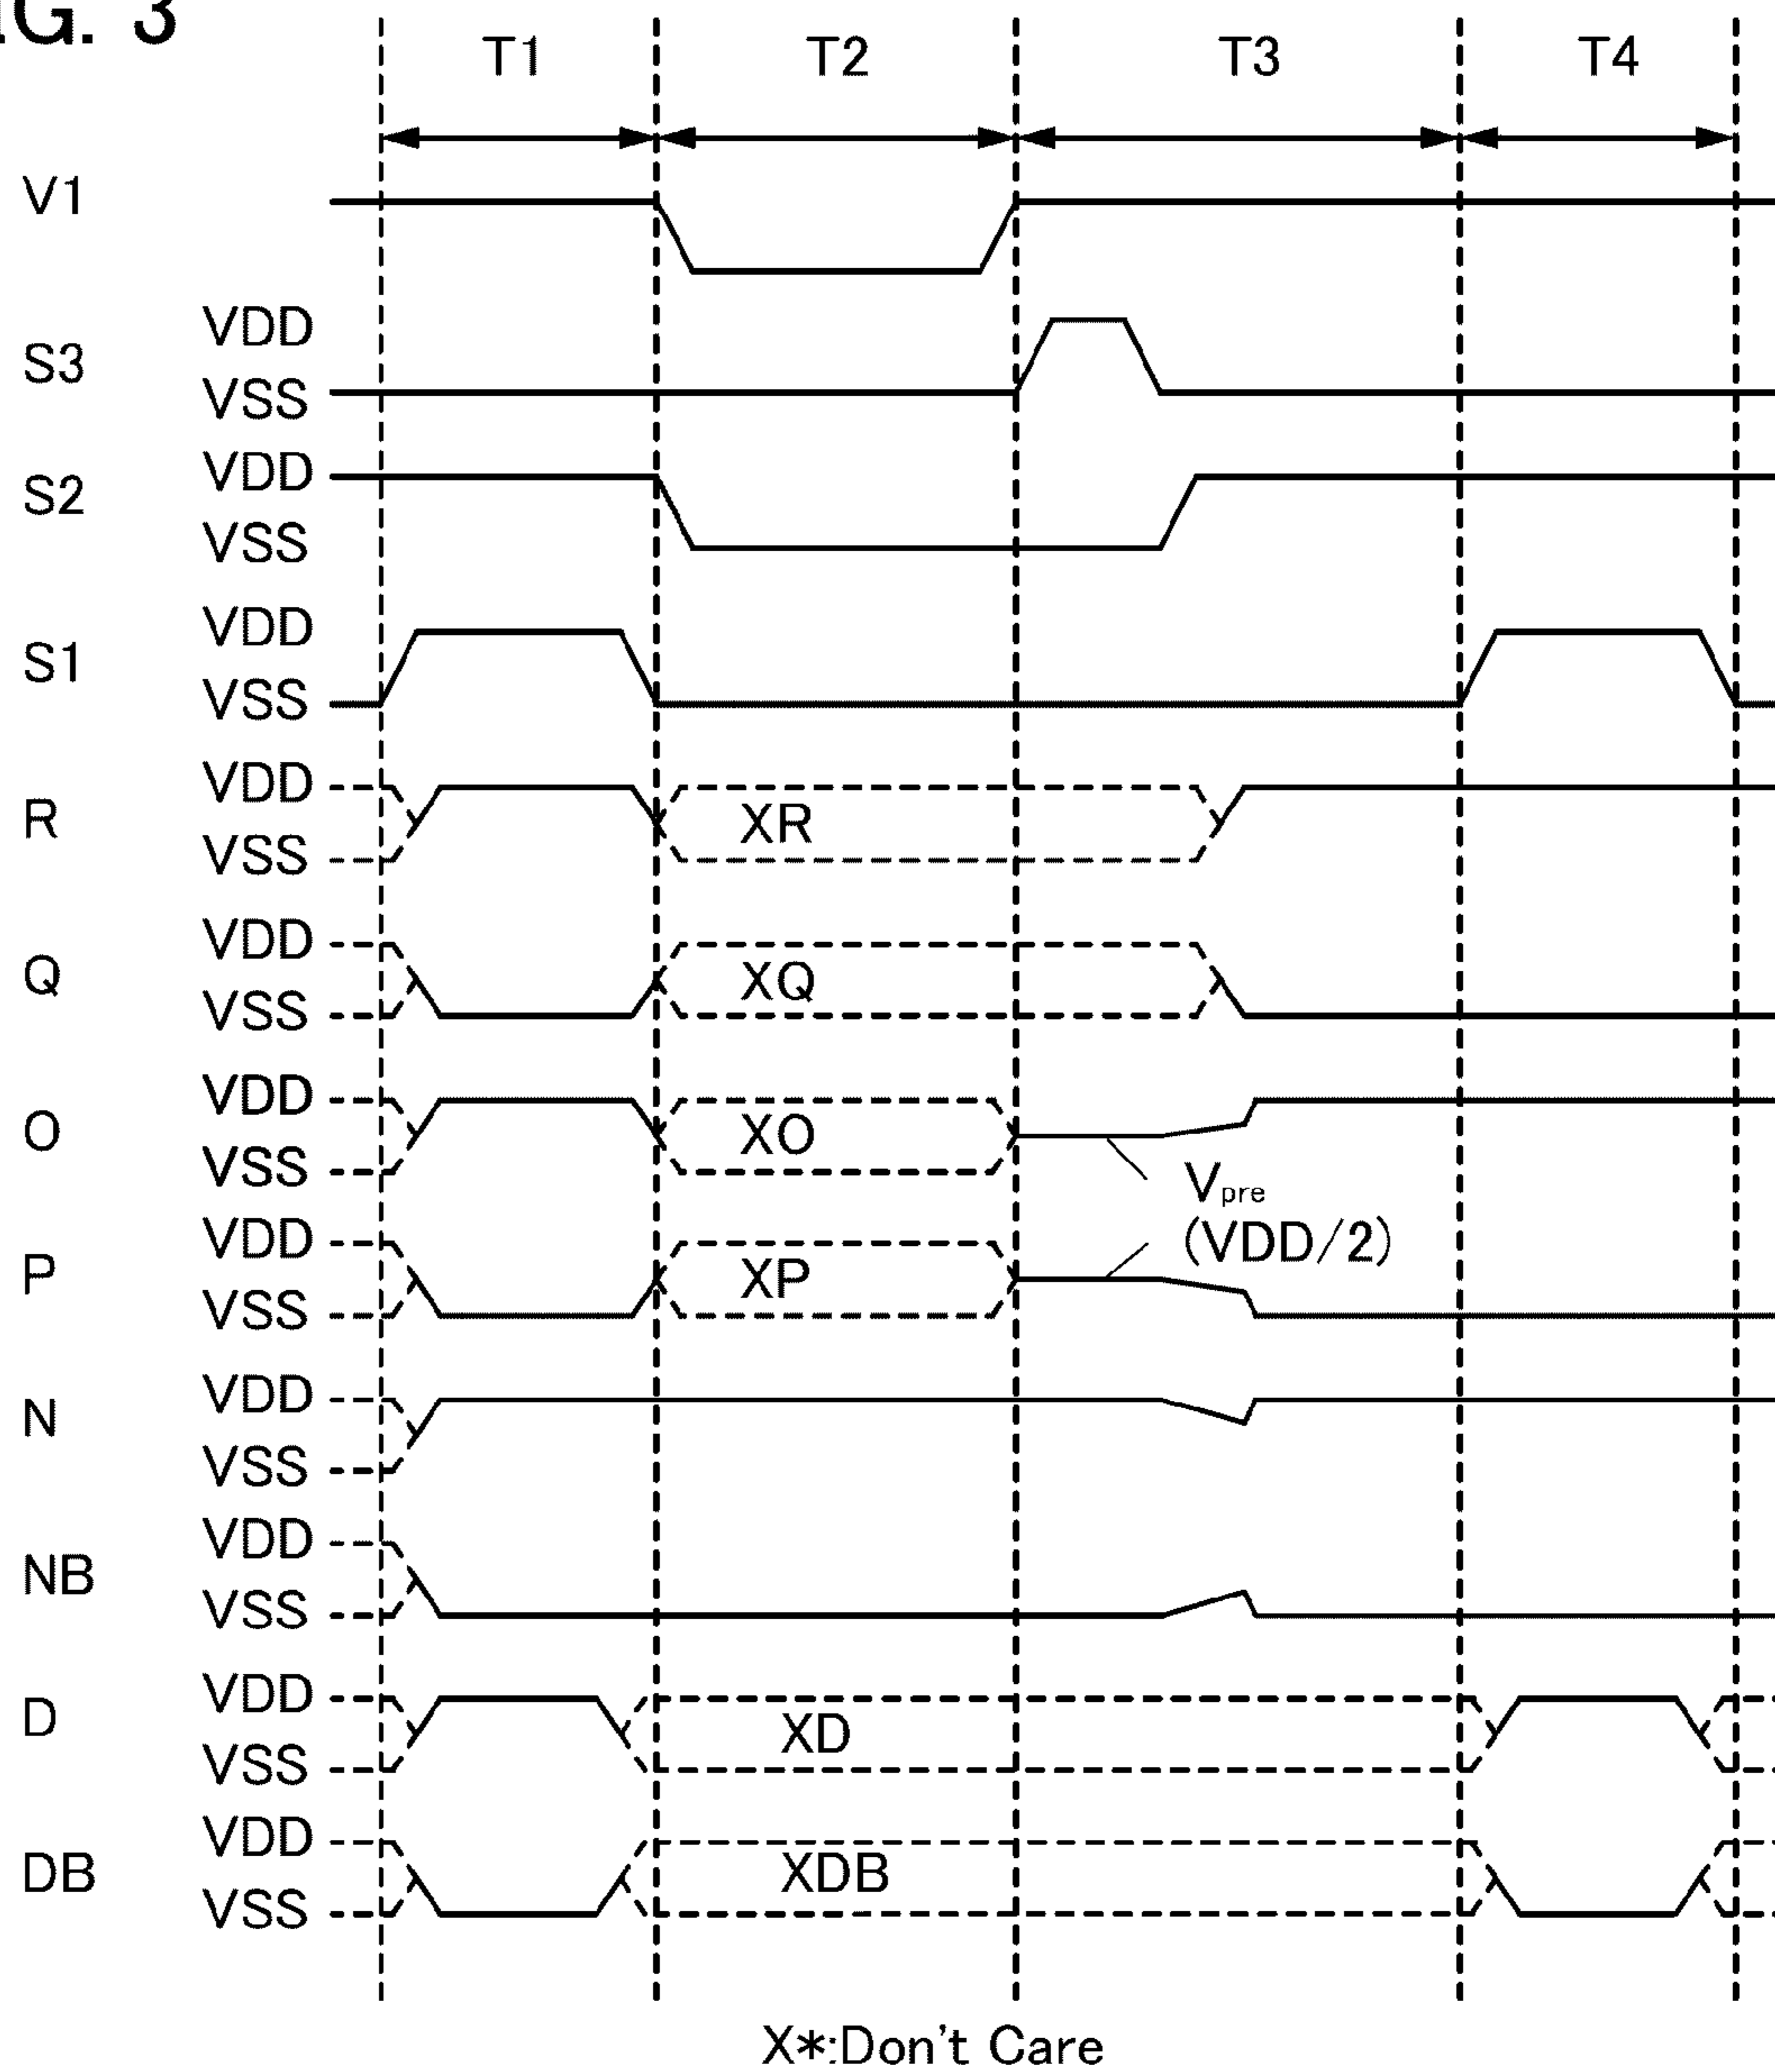 IG. 3
T1 T2 T3 T4
V1
S3 VDD
VSS
S2 VDD
VSS
S1 VDD
VSS
R VDD
VSS
XR
Q VDD
VSS
XQ
O VDD
VSS
XO
Vpre
(VDD/2)
P VDD
VSS
XP
N VDD
VSS
NB VDD
VSS
D VDD
VSS
XD
DB VDD
VSS
XDB
X*:Don't Care